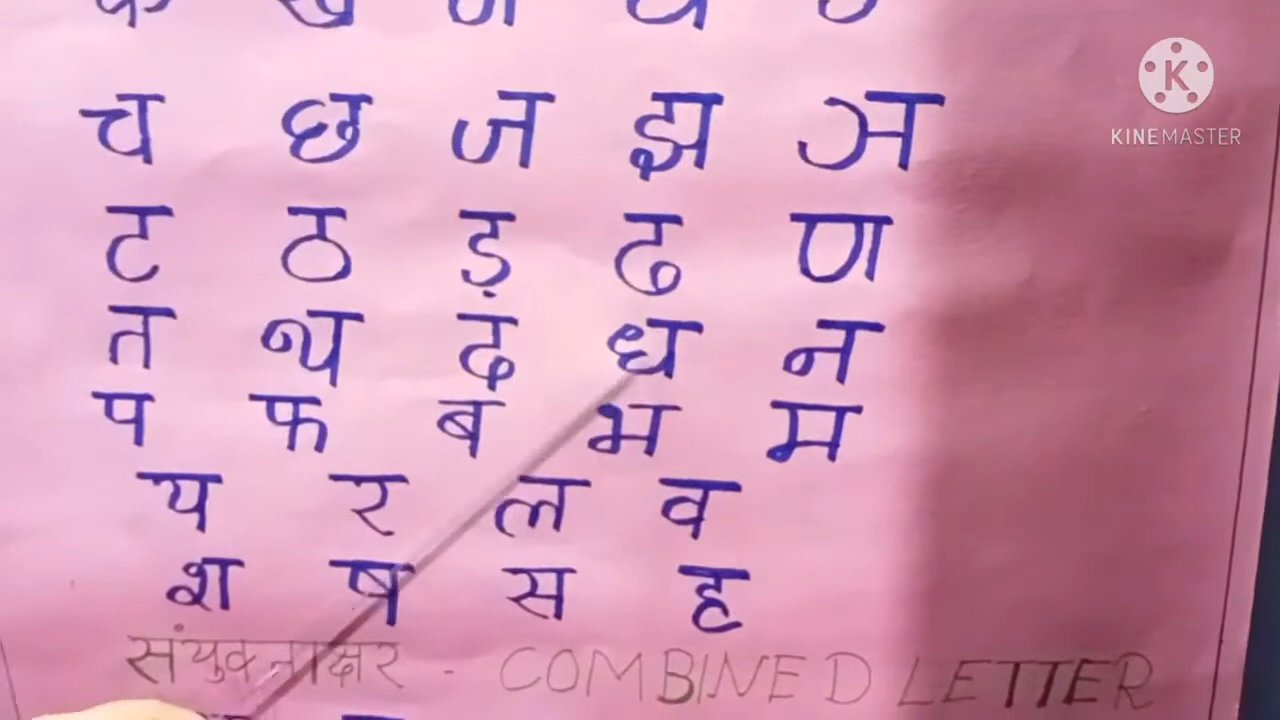 क ख ग घ ङ
च छ ज झ ञ
ट ठ ड़ ढ ण
त थ द ध न
प फ ब भ म
य र ल व
श ष स ह
संयुक्ताक्षर - COMBINED LETTER
KINEMASTER